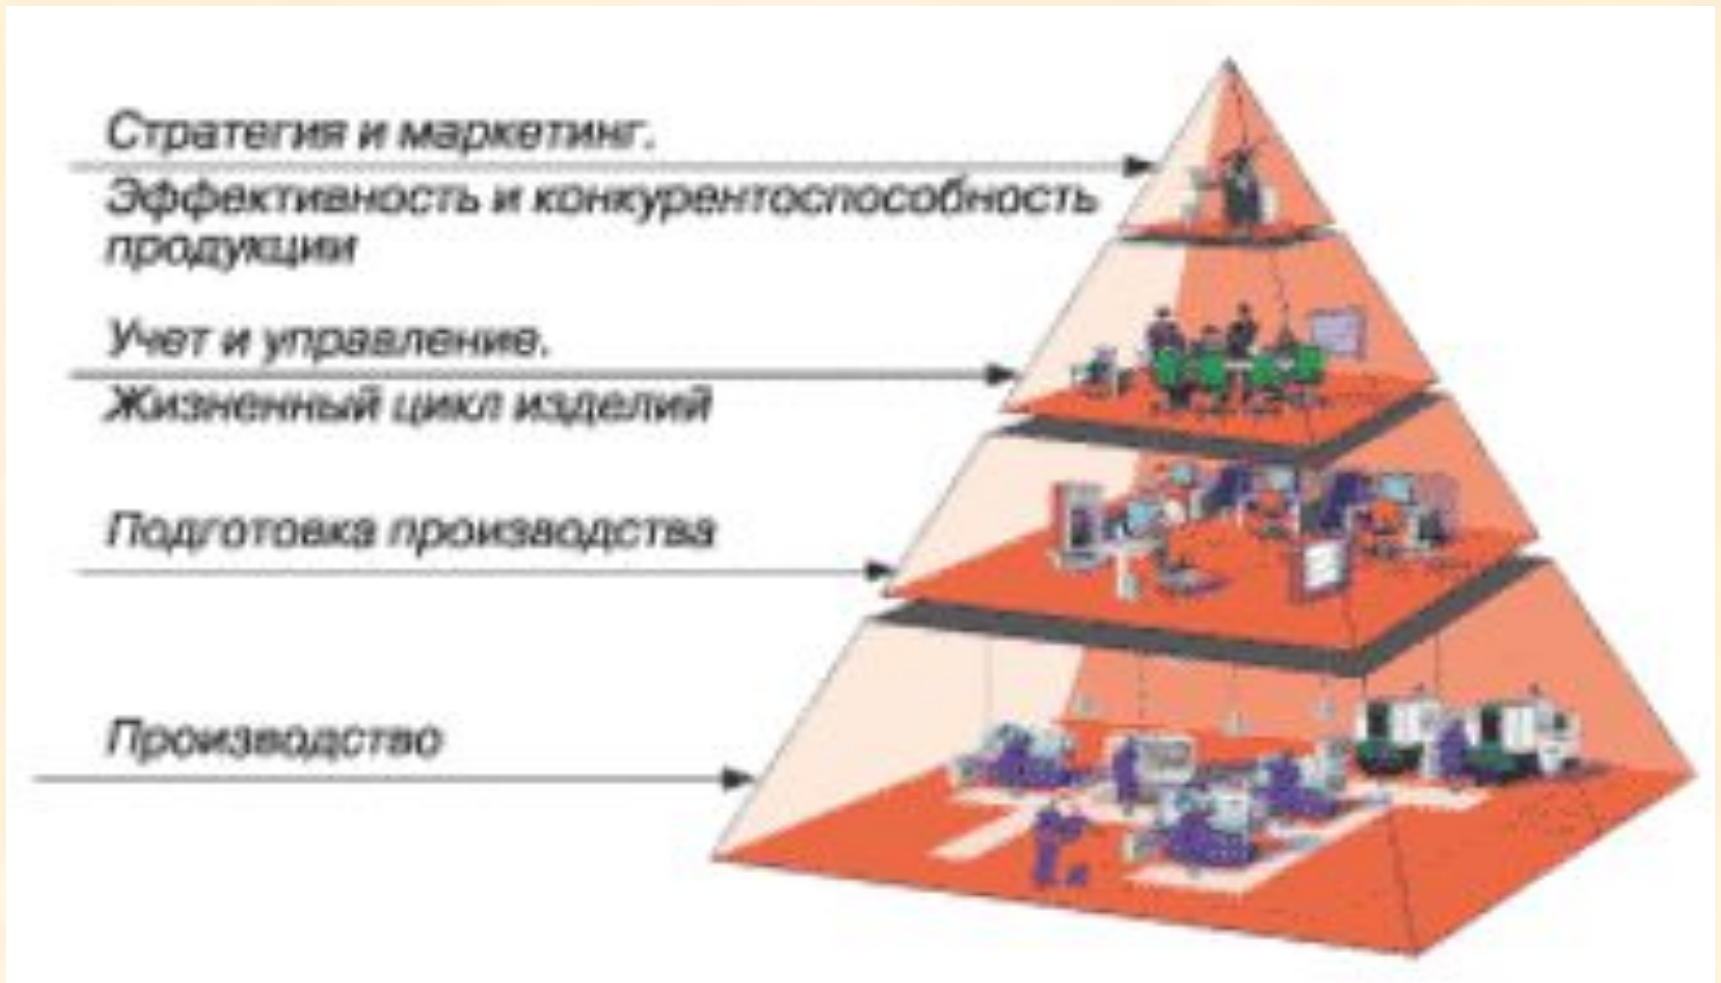 Стратегия и маркетинг.
Эффективность и конкурентоспособность
продукции
Учет и управление.
Жизненный цикл изделий
Подготовка производства
Производство